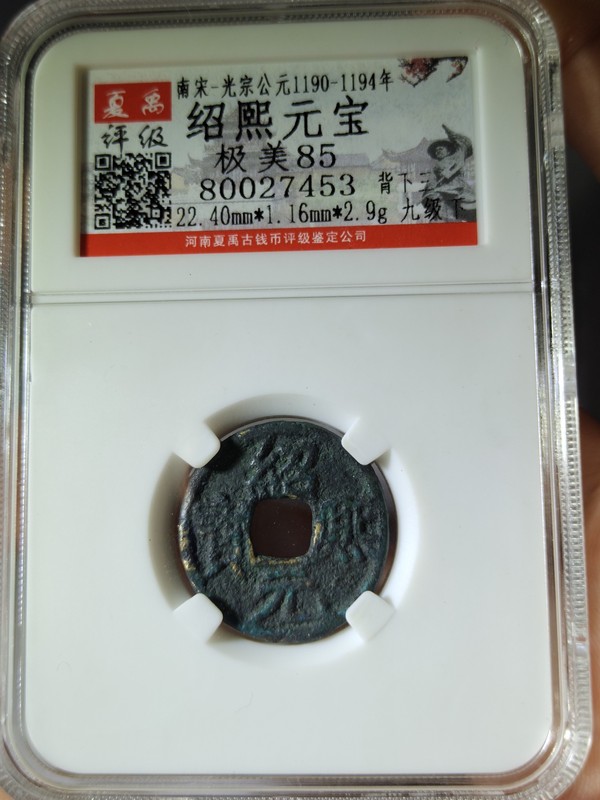 夏禹
评级
南宋-光宗公元1190-1194年
绍熙元宝
极美85
80027453 背下三
22.40mm*1.16mm*2.9g 九级下
河南夏禹古钱币评级鉴定公司
紹熙元寶